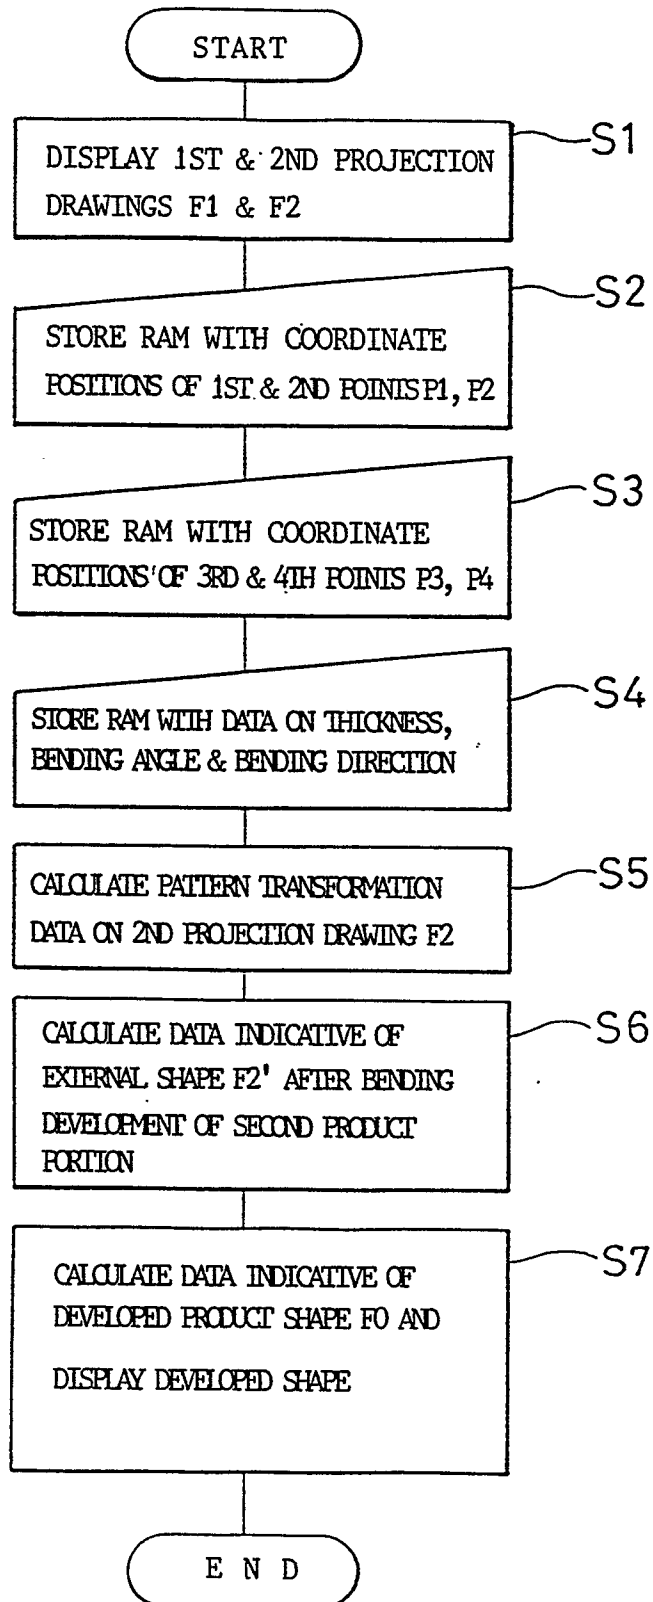 START
S1
DISPLAY 1ST & 2ND PROJECTION
DRAWINGS F1 & F2
S2
STORE RAM WITH COORDINATE
POSITIONS OF 1ST & 2ND POINTS P1, P2
S3
STORE RAM WITH COORDINATE
POSITIONS OF 3RD & 4TH POINTS P3, P4
S4
STORE RAM WITH DATA ON THICKNESS,
BENDING ANGLE & BENDING DIRECTION
S5
CALCULATE PATTERN TRANSFORMATION
DATA ON 2ND PROJECTION DRAWING F2
S6
CALCULATE DATA INDICATIVE OF
EXTERNAL SHAPE F2' AFTER BENDING
DEVELOPMENT OF SECOND PRODUCT
PORTION
S7
CALCULATE DATA INDICATIVE OF
DEVELOPED PRODUCT SHAPE F0 AND
DISPLAY DEVELOPED SHAPE
END